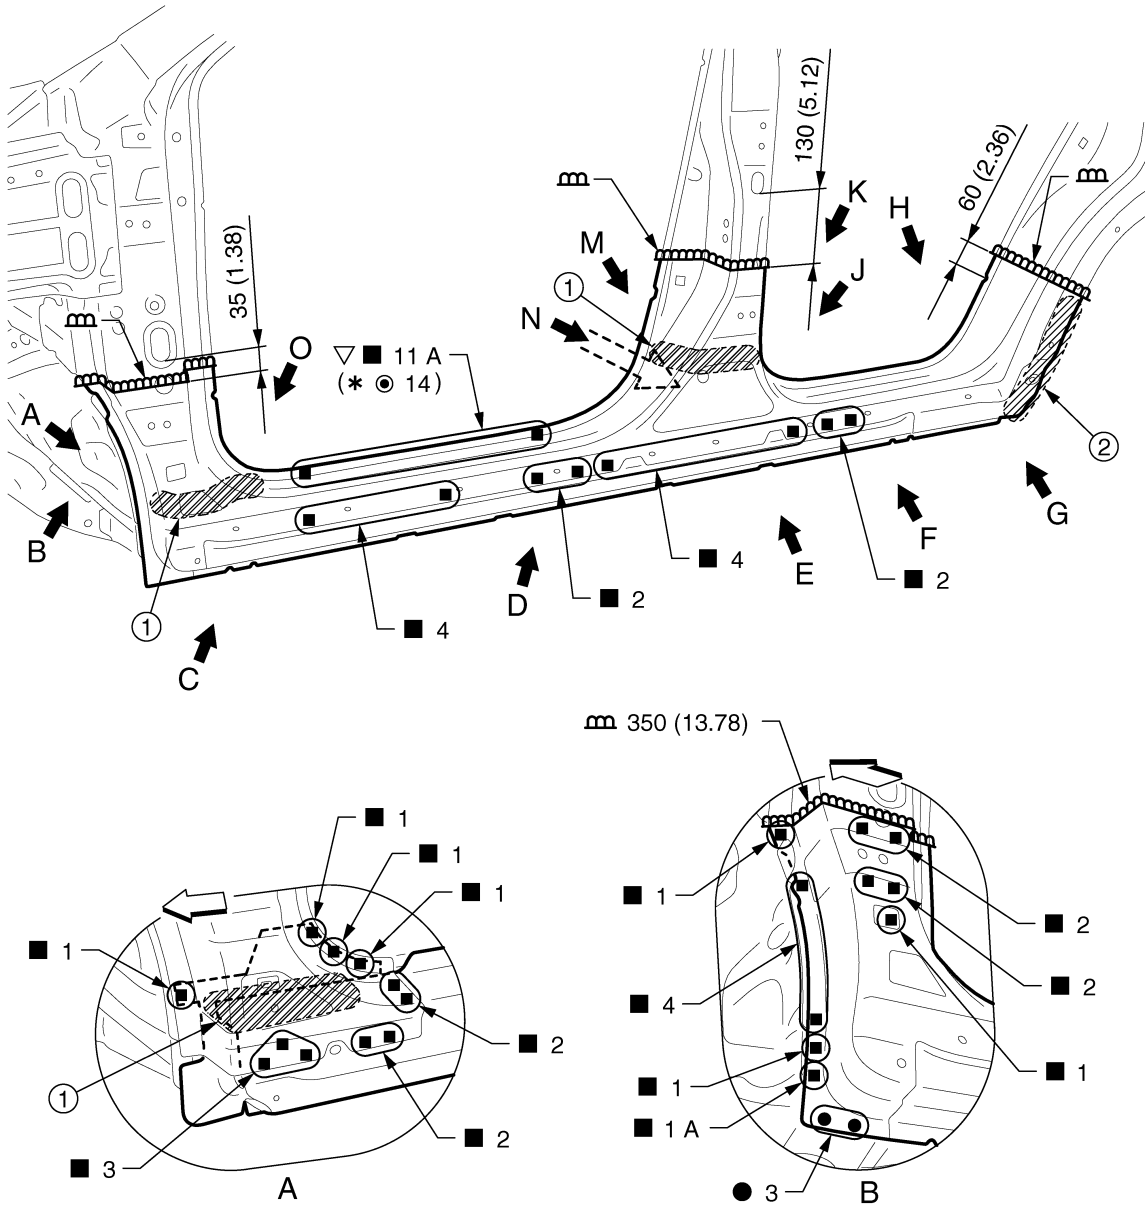 130 (5.12)
60 (2.36)
K
H
M
J
1
N
35 (1.38)
O
▽ ■ 11 A
(＊ ◉ 14)
A
2
B
G
F
E
■ 4
D
■ 2
■ 2
1
■ 4
C
350 (13.78)
■ 1
■ 1
■ 1
■ 1
■ 2
1
■ 2
■ 3
A
■ 1
■ 2
■ 2
■ 4
■ 1
■ 1
■ 1 A
● 3
B